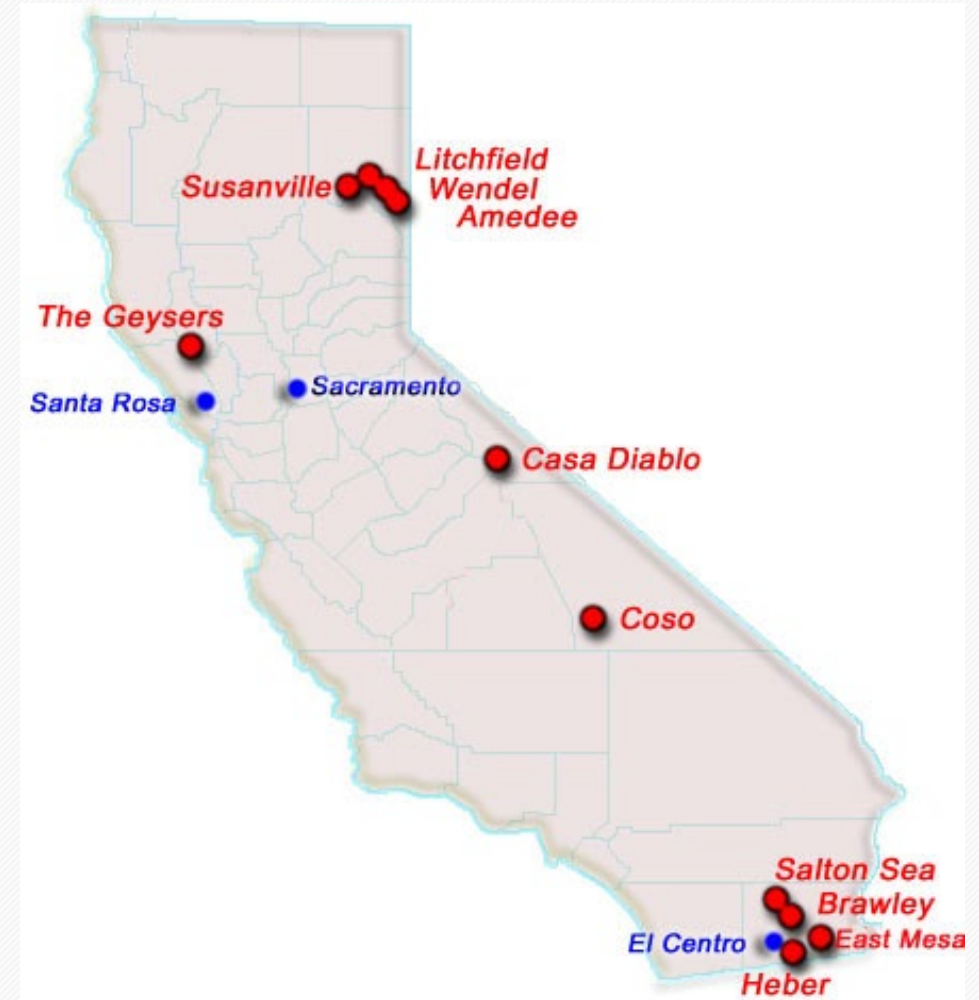 Litchfield
Susanville
Wendel
Amedee
The Geysers
Sacramento
Santa Rosa
Casa Diablo
Coso
Salton Sea
Brawley
East Mesa
El Centro
Heber